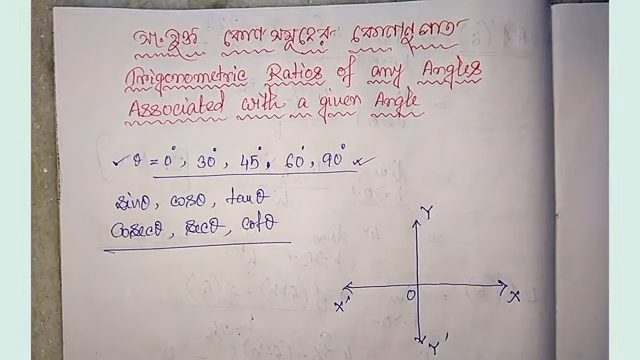 সংযুক্ত কোণ সমূহের কোণানুপাত
Trigonometric Ratios of any Angles
Associated with a given Angle
✓ θ = 0°, 30°, 45°, 60°, 90°
sinθ, cosθ, tanθ
Cosecθ, secθ, cotθ
Y
X' O X
Y'